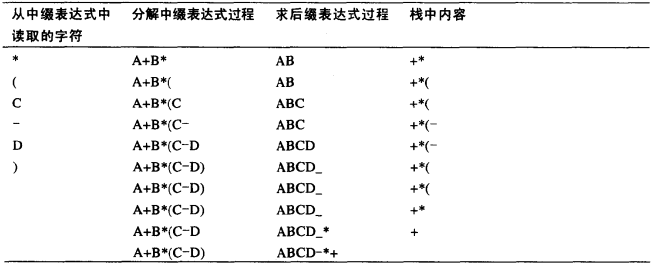 从中缀表达式中 分解中缀表达式过程 求后缀表达式过程 栈中内容
读取的字符
* A+B* AB +*
( A+B*( AB +*(
C A+B*(C ABC +*(
- A+B*(C- ABC +*(-
D A+B*(C-D ABCD +*(-
) A+B*(C-D) ABCD_ +*(
A+B*(C-D) ABCD_ +*(
A+B*(C-D) ABCD_ +*
A+B*(C-D ABCD_* +
A+B*(C-D) ABCD-*+